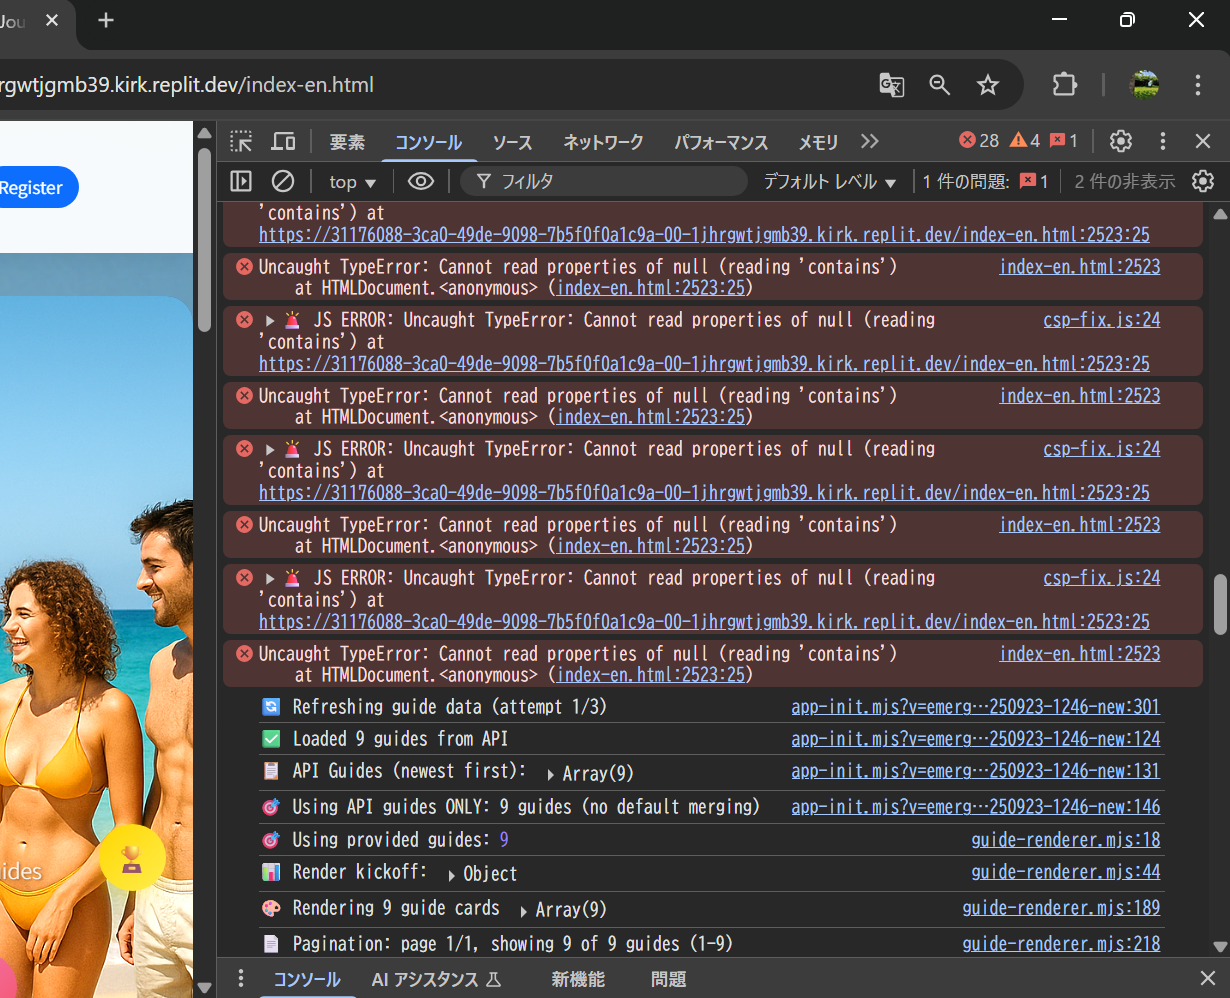 Jou
rgwtjgmb39.kirk.replit.dev/index-en.html
Register
ides
要素 コンソール ソース ネットワーク パフォーマンス メモリ 28 4 1
top フィルタ デフォルト レベル 1 件の問題: 1 2 件の非表示
'contains') at
https://31176088-3ca0-49de-9098-7b5f0f0a1c9a-00-1jhrgwtjgmb39.kirk.replit.dev/index-en.html:2523:25
Uncaught TypeError: Cannot read properties of null (reading 'contains') index-en.html:2523
at HTMLDocument.<anonymous> (index-en.html:2523:25)
JS ERROR: Uncaught TypeError: Cannot read properties of null (reading csp-fix.js:24
'contains') at
https://31176088-3ca0-49de-9098-7b5f0f0a1c9a-00-1jhrgwtjgmb39.kirk.replit.dev/index-en.html:2523:25
Uncaught TypeError: Cannot read properties of null (reading 'contains') index-en.html:2523
at HTMLDocument.<anonymous> (index-en.html:2523:25)
JS ERROR: Uncaught TypeError: Cannot read properties of null (reading csp-fix.js:24
'contains') at
https://31176088-3ca0-49de-9098-7b5f0f0a1c9a-00-1jhrgwtjgmb39.kirk.replit.dev/index-en.html:2523:25
Uncaught TypeError: Cannot read properties of null (reading 'contains') index-en.html:2523
at HTMLDocument.<anonymous> (index-en.html:2523:25)
JS ERROR: Uncaught TypeError: Cannot read properties of null (reading csp-fix.js:24
'contains') at
https://31176088-3ca0-49de-9098-7b5f0f0a1c9a-00-1jhrgwtjgmb39.kirk.replit.dev/index-en.html:2523:25
Uncaught TypeError: Cannot read properties of null (reading 'contains') index-en.html:2523
at HTMLDocument.<anonymous> (index-en.html:2523:25)
Refreshing guide data (attempt 1/3) app-init.mjs?v=emerg…250923-1246-new:301
Loaded 9 guides from API app-init.mjs?v=emerg…250923-1246-new:124
API Guides (newest first): Array(9) app-init.mjs?v=emerg…250923-1246-new:131
Using API guides ONLY: 9 guides (no default merging) app-init.mjs?v=emerg…250923-1246-new:146
Using provided guides: 9 guide-renderer.mjs:18
Render kickoff: Object guide-renderer.mjs:44
Rendering 9 guide cards Array(9) guide-renderer.mjs:189
Pagination: page 1/1, showing 9 of 9 guides (1-9) guide-renderer.mjs:218
コンソール AI アシスタンス 新機能 問題